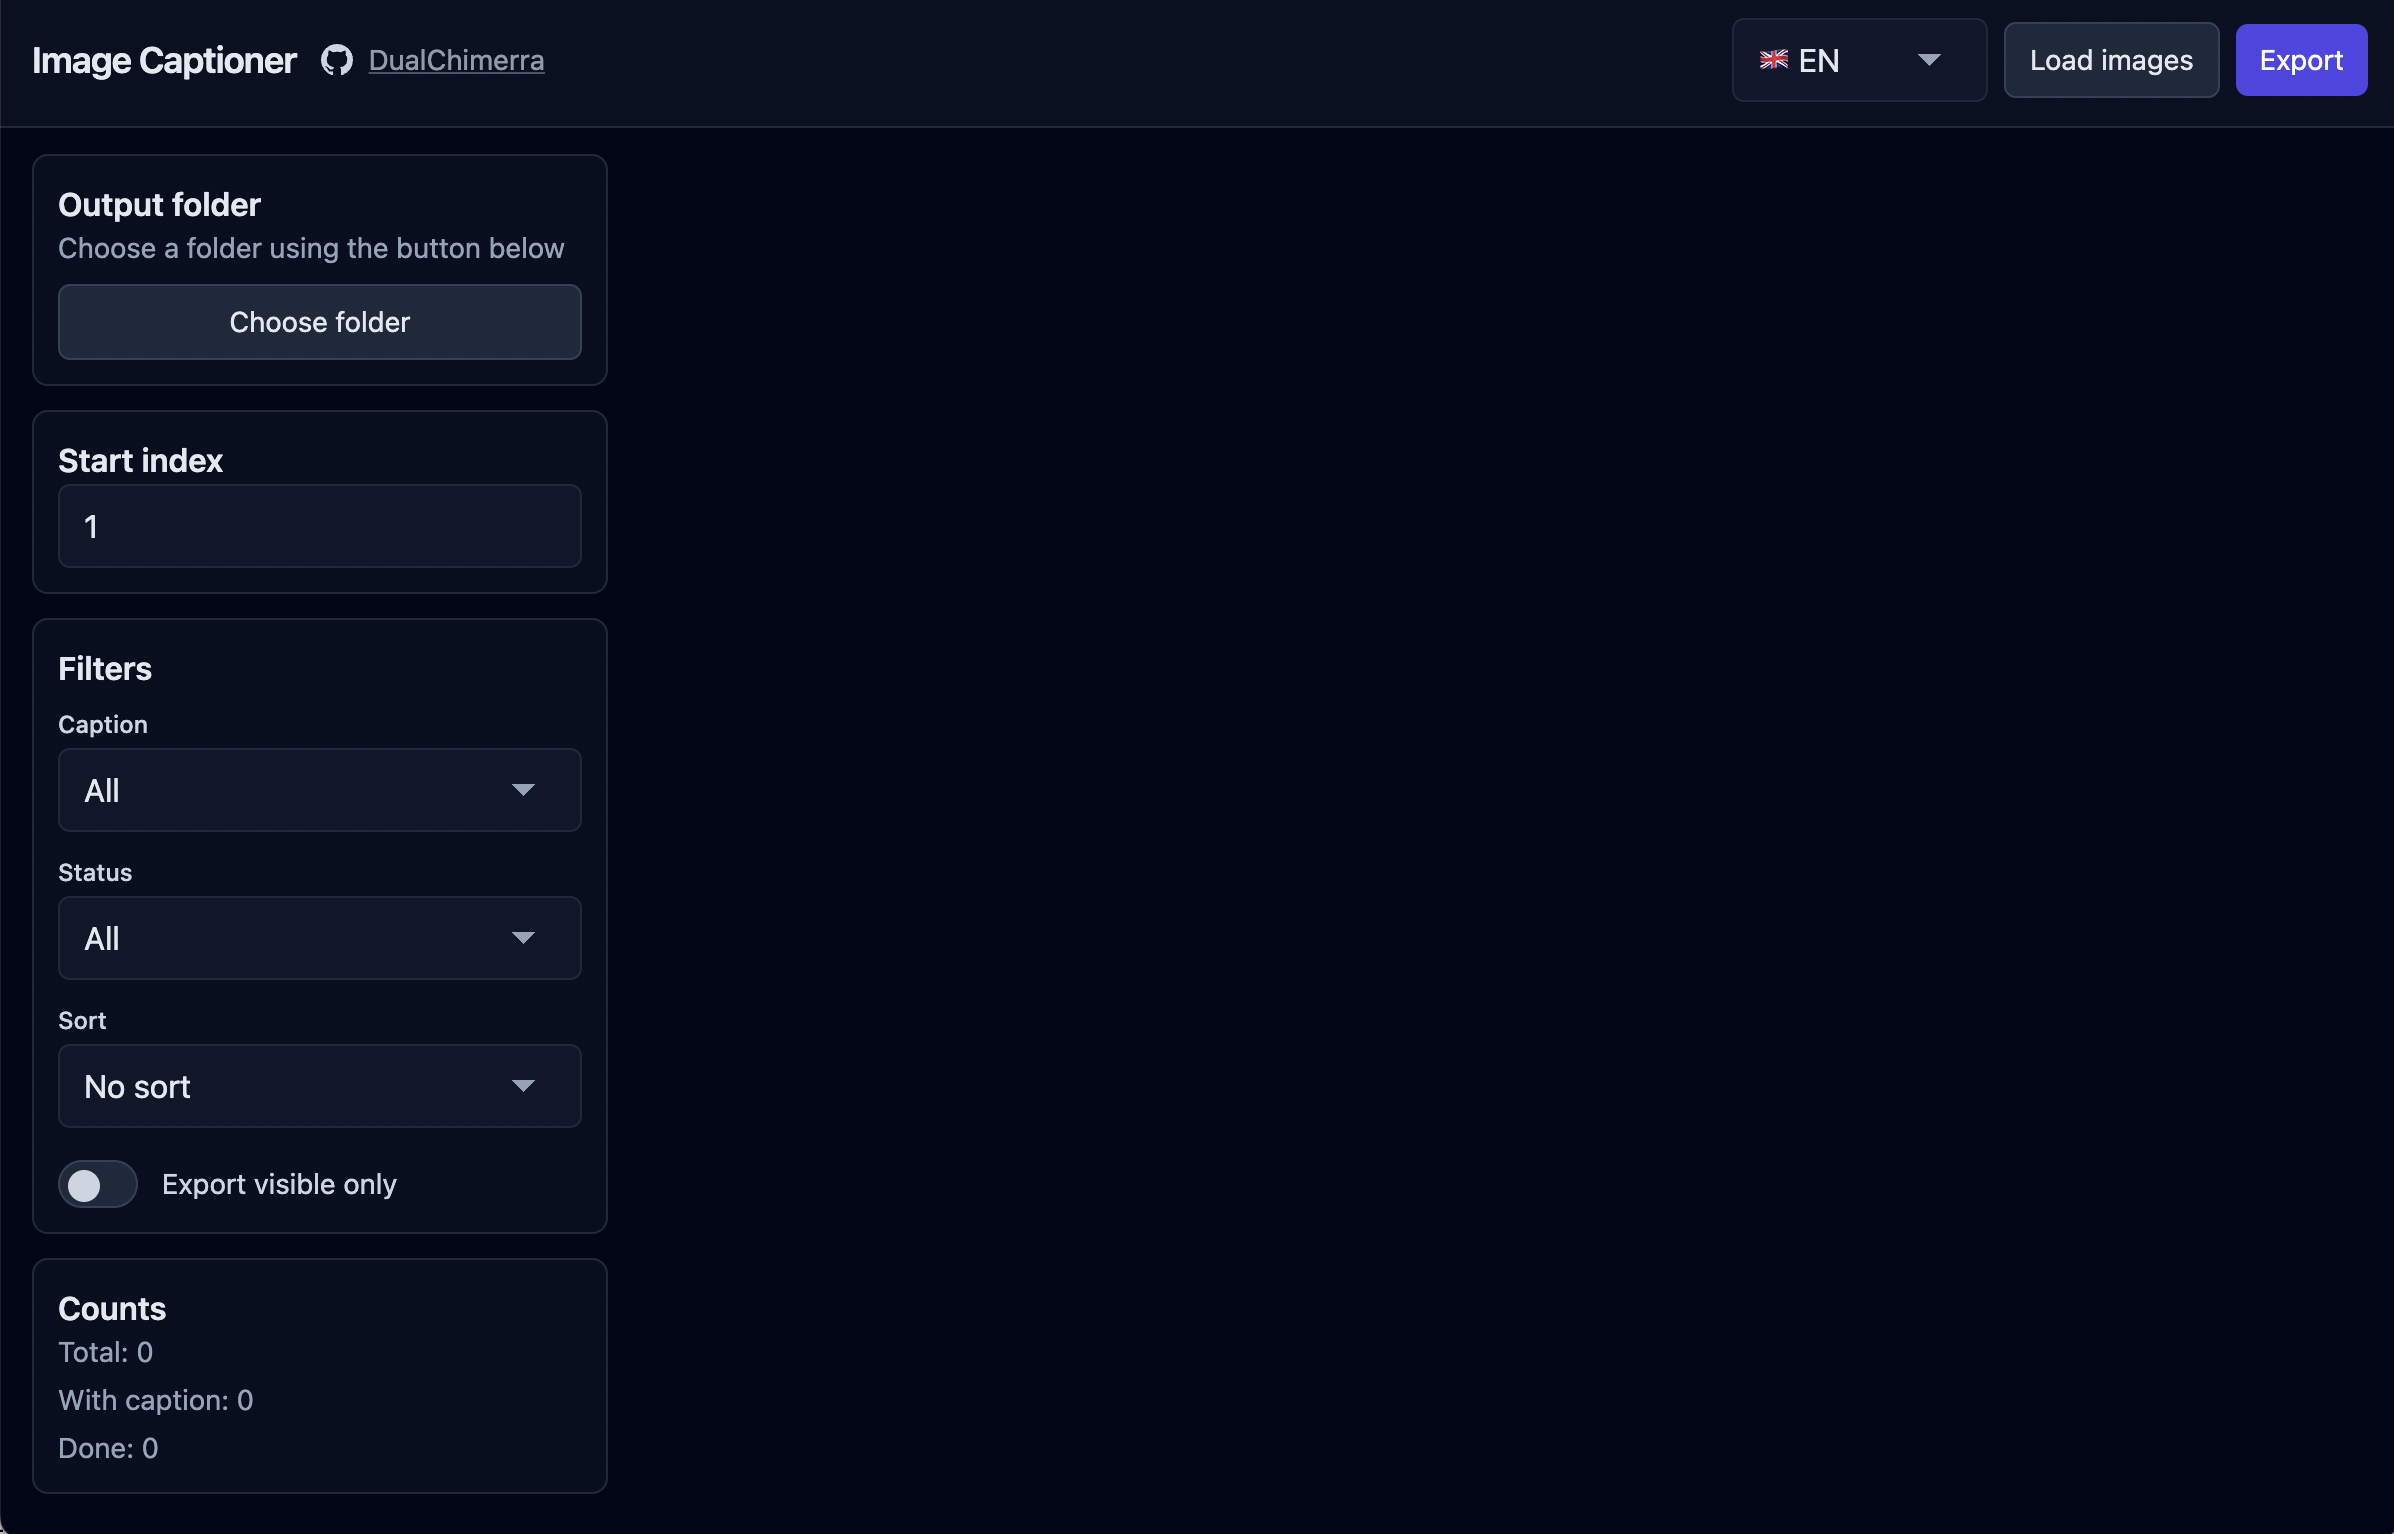 Image Captioner DualChimerra
EN
Load images
Export
Output folder
Choose a folder using the button below
Choose folder
Start index
1
Filters
Caption
All
Status
All
Sort
No sort
Export visible only
Counts
Total: 0
With caption: 0
Done: 0